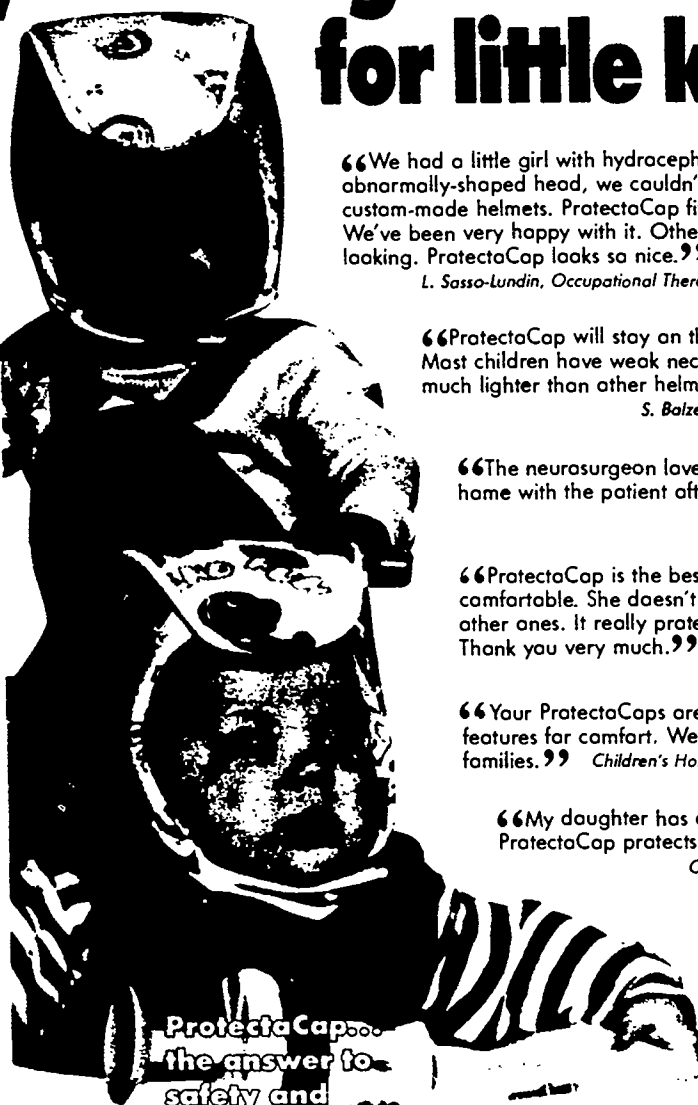 for little k
“We had a little girl with hydraceph
abnormally-shaped head, we couldn'
custom-made helmets. ProtectaCap fi
We've been very happy with it. Othe
looking. ProtectaCap looks so nice.”
L. Sasso-Lundin, Occupational Ther
“ProtectaCap will stay on th
Most children have weak nec
much lighter than other helm
S. Balze
“The neurosurgeon love
home with the patient aft
“ProtectaCap is the bes
comfortable. She doesn't
other ones. It really prote
Thank you very much.”
“Your ProtectaCaps are
features for comfort. We
families.” Children's Ho
“My daughter has
ProtectaCap protects
ProtectaCap...
the answer to
safety and